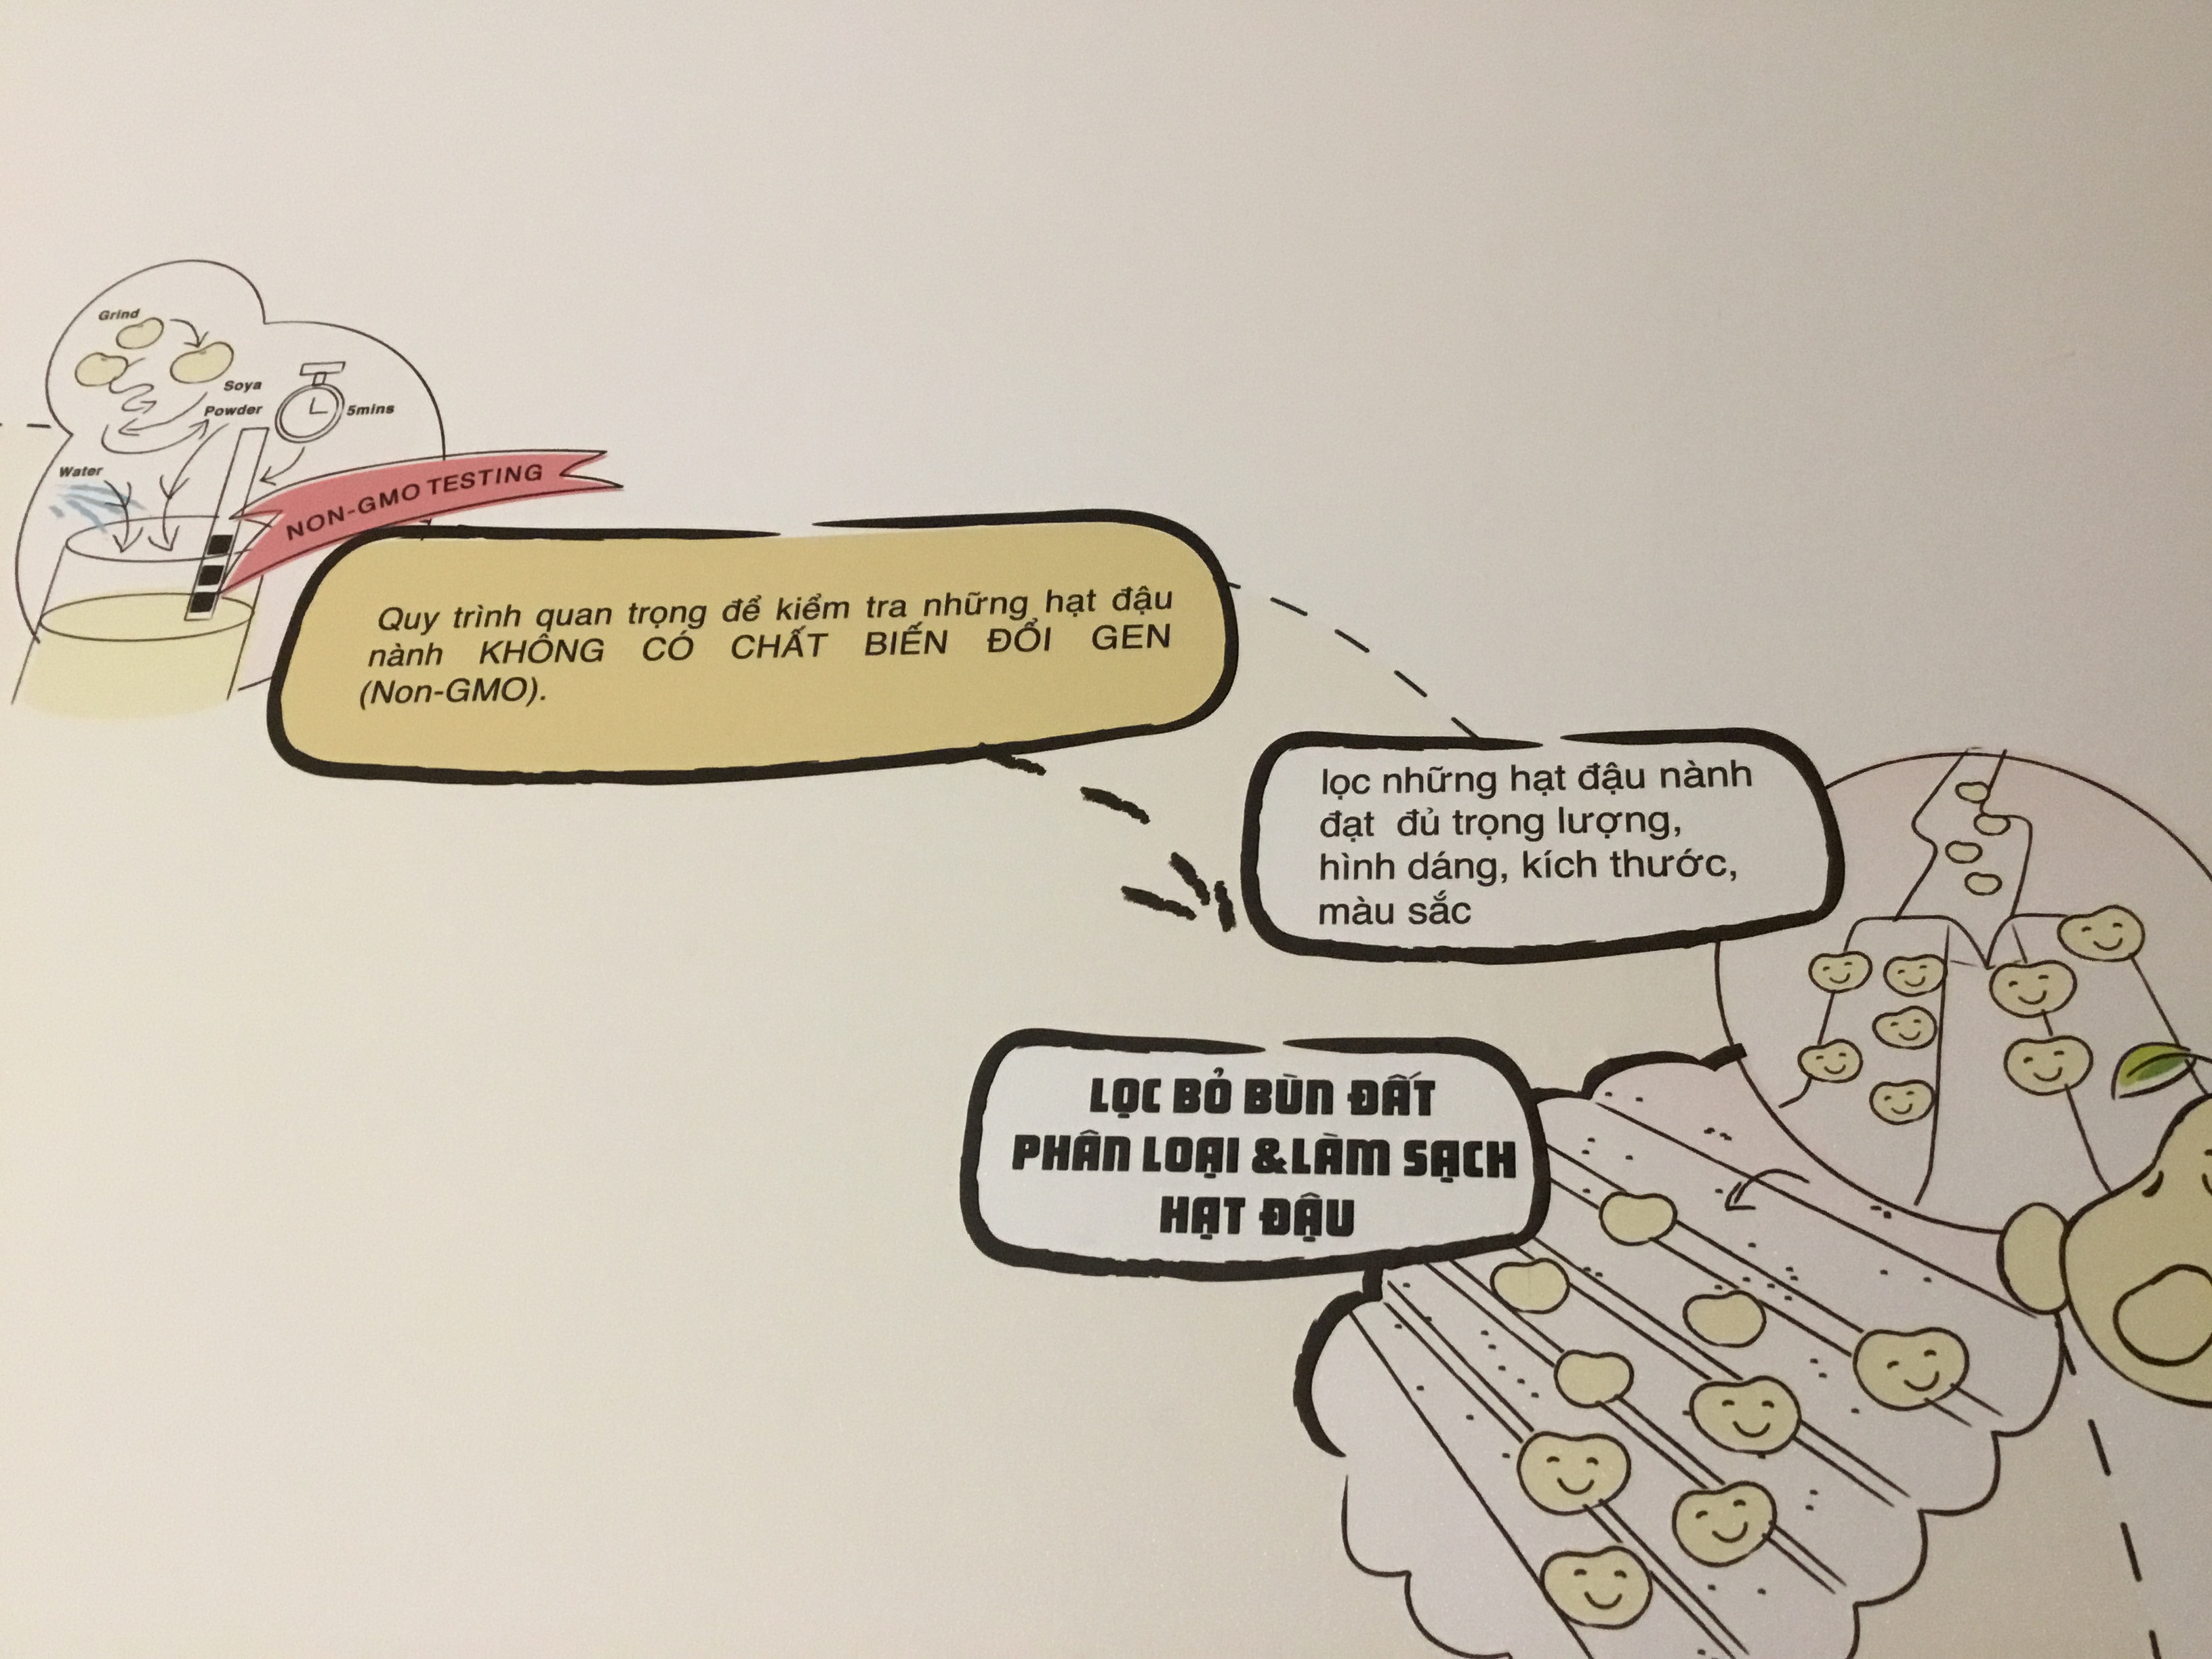 Grind
Soya
Powder
5mins
Water
NON-GMO TESTING
Quy trình quan trọng để kiểm tra những hạt đậu
nành KHÔNG CÓ CHẤT BIẾN ĐỔI GEN
(Non-GMO).
lọc những hạt đậu nành
đạt đủ trọng lượng,
hình dáng, kích thước,
màu sắc
LỌC BỎ BÙN ĐẤT
PHÂN LOẠI &LÀM SẠCH
HẠT ĐẬU